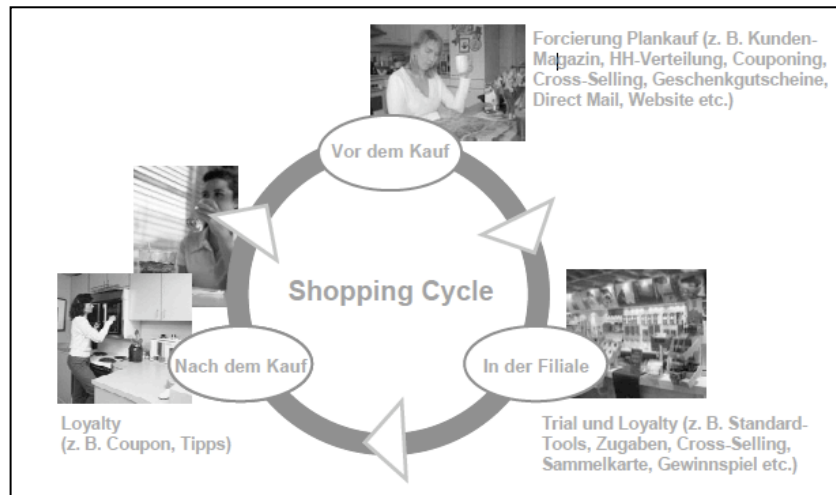 Forcierung Plankauf (z. B. Kunden-
Magazin, HH-Verteilung, Couponing,
Cross-Selling, Geschenkgutscheine,
Direct Mail, Website etc.)
Vor dem Kauf
Shopping Cycle
Nach dem Kauf
In der Filiale
Loyalty
(z. B. Coupon, Tipps)
Trial und Loyalty (z. B. Standard-
Tools, Zugaben, Cross-Selling,
Sammelkarte, Gewinnspiel etc.)